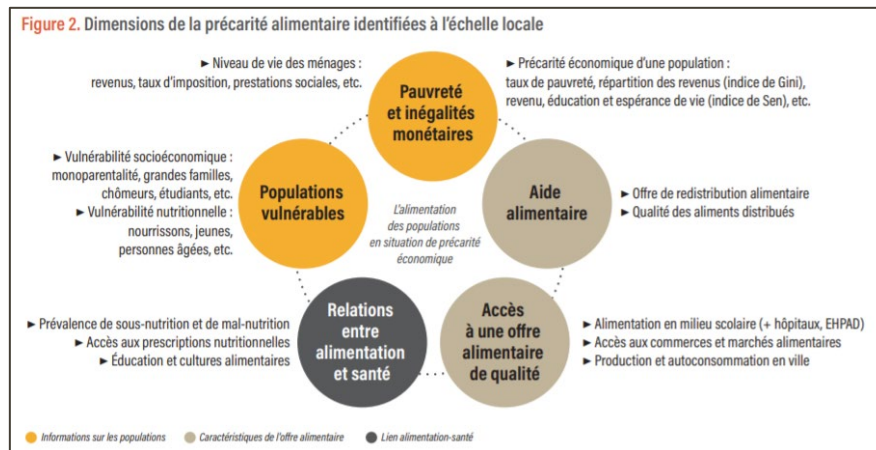 Figure 2. Dimensions de la précarité alimentaire identifiées à l'échelle locale
► Niveau de vie des ménages :
revenus, taux d'imposition, prestations sociales, etc.
Pauvreté
et inégalités
monétaires
► Précarité économique d'une population :
taux de pauvreté, répartition des revenus (indice de Gini),
revenu, éducation et espérance de vie (indice de Sen), etc.
► Vulnérabilité socioéconomique :
monoparentalité, grandes familles,
chômeurs, étudiants, etc.
► Vulnérabilité nutritionnelle :
nourrissons, jeunes,
personnes âgées, etc.
Populations
vulnérables
L'alimentation
des populations
en situation de précarité
économique
Aide
alimentaire
► Offre de redistribution alimentaire
► Qualité des aliments distribués
► Prévalence de sous-nutrition et de mal-nutrition
► Accès aux prescriptions nutritionnelles
► Éducation et cultures alimentaires
Relations
entre
alimentation
et santé
Accès
à une offre
alimentaire
de qualité
► Alimentation en milieu scolaire (+ hôpitaux, EHPAD)
► Accès aux commerces et marchés alimentaires
► Production et autoconsommation en ville
Informations sur les populations
Caractéristiques de l'offre alimentaire
Lien alimentation-santé